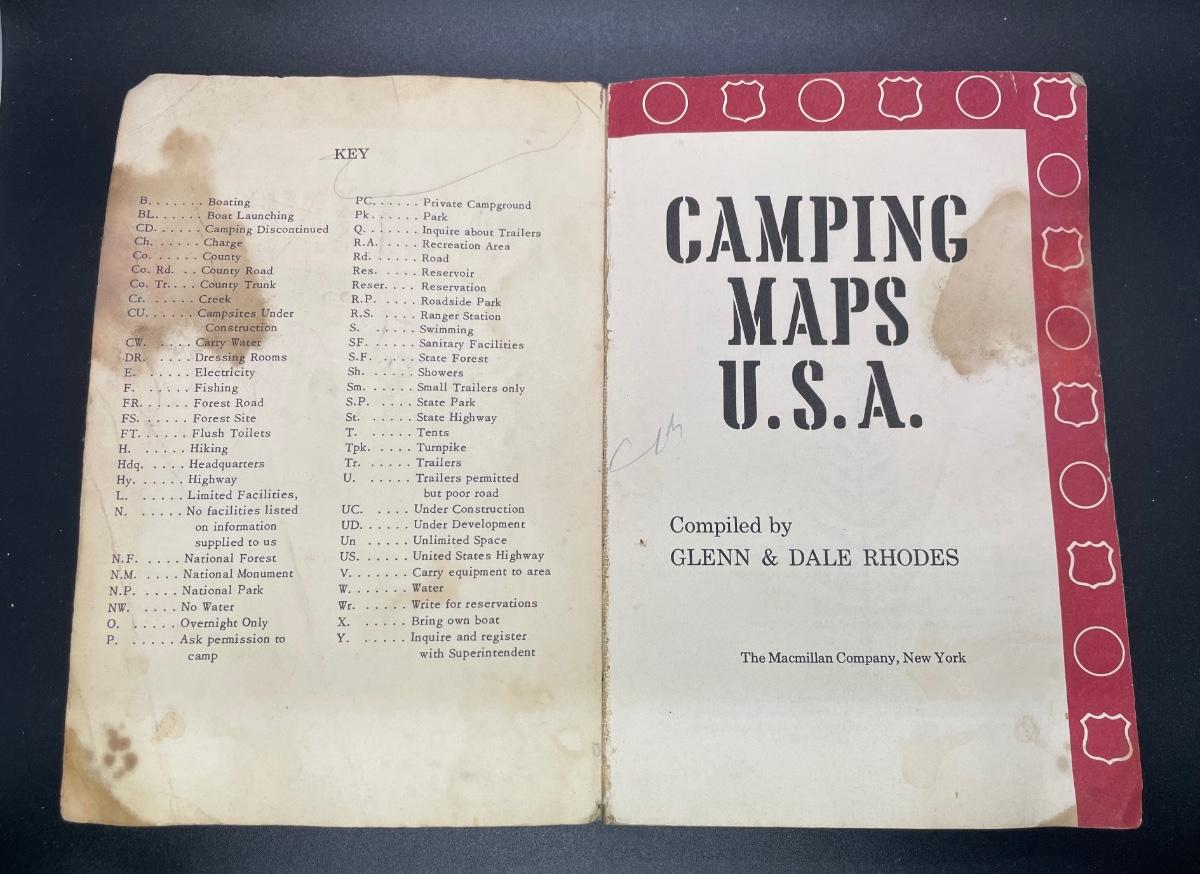 KEY
B. . . . . . . Boating
BL. . . . . . Boat Launching
CD. . . . . . Camping Discontinued
Ch. . . . . . Charge
Co. . . . . . County
Co. Rd. . . . County Road
Co. Tr. . . . County Trunk
Cr. . . . . . . Creek
CU. . . . . . Campsites Under
Construction
CW. . . . . Carry Water
DR. . . . . . Dressing Rooms
E. . . . . . . Electricity
F. . . . . . . Fishing
FR. . . . . . Forest Road
FS. . . . . . Forest Site
FT. . . . . . Flush Toilets
H. . . . . . . Hiking
Hdq. . . . . . Headquarters
Hy. . . . . . Highway
L. . . . . . . Limited Facilities,
N. . . . . . No facilities listed
on information
supplied to us
N.F. . . . . National Forest
N.M. . . . . National Monument
N.P. . . . . National Park
NW. . . . . No Water
O. . . . . . Overnight Only
P. . . . . . Ask permission to
camp
PC. . . . . . Private Campground
Pk . . . . . . Park
Q. . . . . . . Inquire about Trailers
R.A. . . . . Recreation Area
Rd. . . . . . Road
Res. . . . . . Reservoir
Reser. . . . . Reservation
R.P. . . . . Roadside Park
R.S. . . . . Ranger Station
S. . . . . . Swimming
SF. . . . . . Sanitary Facilities
S.F. . . . . . State Forest
Sh. . . . . . Showers
Sm. . . . . . Small Trailers only
S.P. . . . . State Park
St. . . . . . State Highway
T. . . . . . Tents
Tpk. . . . . . Turnpike
Tr. . . . . . Trailers
U. . . . . . Trailers permitted
but poor road
UC. . . . . Under Construction
UD. . . . . . Under Development
Un . . . . . Unlimited Space
US. . . . . . United States Highway
V. . . . . . . Carry equipment to area
W. . . . . . . Water
Wr. . . . . . Write for reservations
X. . . . . . Bring own boat
Y. . . . . . Inquire and register
with Superintendent
CAMPING
MAPS
U.S.A.
Compiled by
GLENN & DALE RHODES
The Macmillan Company, New York